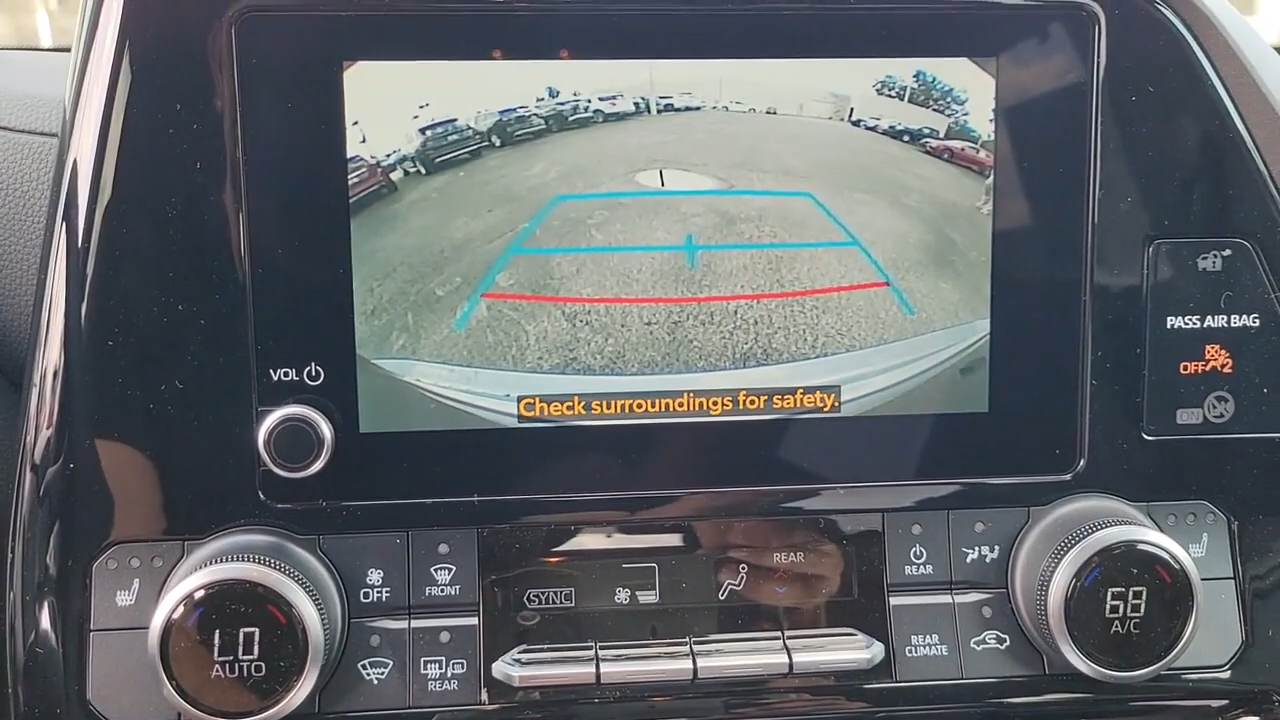 Check surroundings for safety.
VOL
PASS AIR BAG
OFF 2
ON
OFF
FRONT
REAR
LO
AUTO
SYNC
REAR
REAR
REAR
CLIMATE
68
A/C